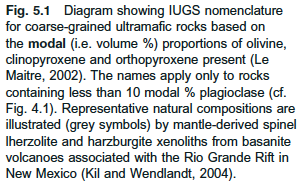 Fig. 5.1 Diagram showing IUGS nomenclature
for coarse-grained ultramafic rocks based on
the modal (i.e. volume %) proportions of olivine,
clinopyroxene and orthopyroxene present (Le
Maitre, 2002). The names apply only to rocks
containing less than 10 modal % plagioclase (cf.
Fig. 4.1). Representative natural compositions are
illustrated (grey symbols) by mantle-derived spinel
lherzolite and harzburgite xenoliths from basanite
volcanoes associated with the Rio Grande Rift in
New Mexico (Kil and Wendlandt, 2004).